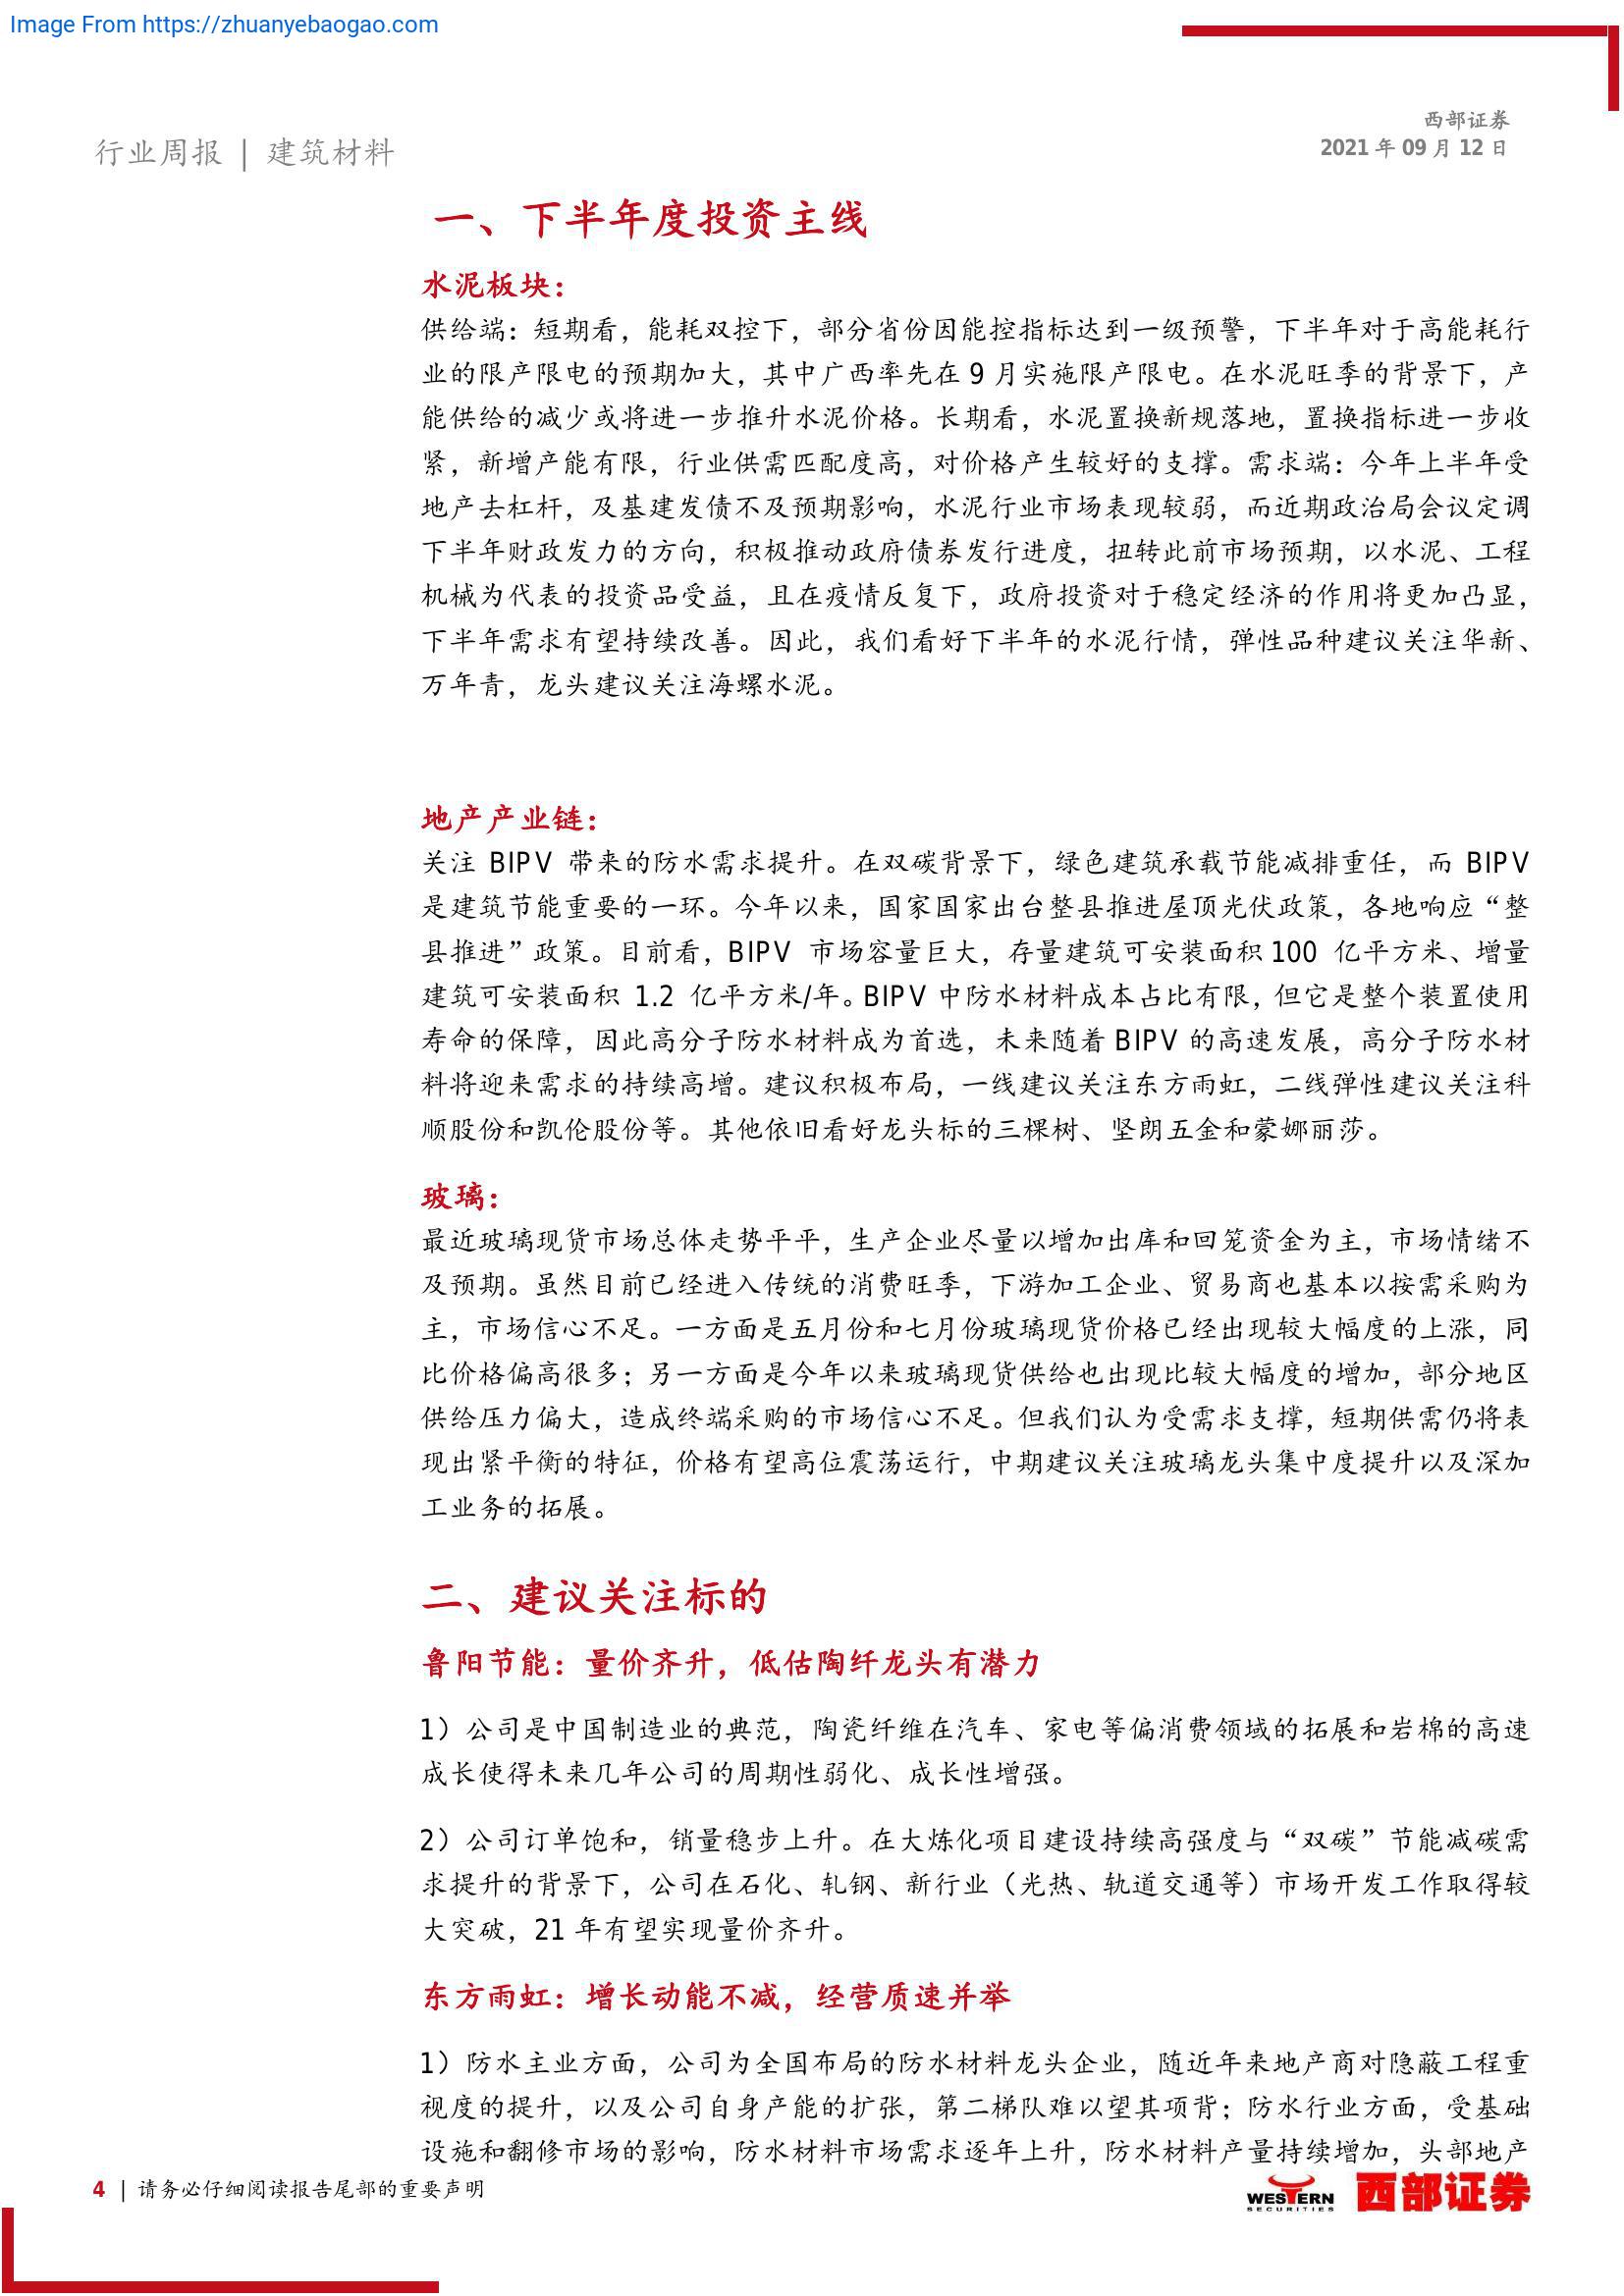 Image From https://zhuanyebaogao.com
行业周报 | 建筑材料
西部证券
2021 年 09 月 12 日
一、下半年度投资主线
水泥板块：
供给端：短期看，能耗双控下，部分省份因能控指标达到一级预警，下半年对于高能耗行
业的限产限电的预期加大，其中广西率先在 9 月实施限产限电。在水泥旺季的背景下，产
能供给的减少或将进一步推升水泥价格。长期看，水泥置换新规落地，置换指标进一步收
紧，新增产能有限，行业供需匹配度高，对价格产生较好的支撑。需求端：今年上半年受
地产去杠杆，及基建发债不及预期影响，水泥行业市场表现较弱，而近期政治局会议定调
下半年财政发力的方向，积极推动政府债券发行进度，扭转此前市场预期，以水泥、工程
机械为代表的投资品受益，且在疫情反复下，政府投资对于稳定经济的作用将更加凸显，
下半年需求有望持续改善。因此，我们看好下半年的水泥行情，弹性品种建议关注华新、
万年青，龙头建议关注海螺水泥。
地产产业链：
关注 BIPV 带来的防水需求提升。在双碳背景下，绿色建筑承载节能减排重任，而 BIPV
是建筑节能重要的一环。今年以来，国家国家出台整县推进屋顶光伏政策，各地响应“整
县推进”政策。目前看，BIPV 市场容量巨大，存量建筑可安装面积 100 亿平方米、增量
建筑可安装面积 1.2 亿平方米/年。BIPV 中防水材料成本占比有限，但它是整个装置使用
寿命的保障，因此高分子防水材料成为首选，未来随着 BIPV 的高速发展，高分子防水材
料将迎来需求的持续高增。建议积极布局，一线建议关注东方雨虹，二线弹性建议关注科
顺股份和凯伦股份等。其他依旧看好龙头标的三棵树、坚朗五金和蒙娜丽莎。
玻璃：
最近玻璃现货市场总体走势平平，生产企业尽量以增加出库和回笼资金为主，市场情绪不
及预期。虽然目前已经进入传统的消费旺季，下游加工企业、贸易商也基本以按需采购为
主，市场信心不足。一方面是五月份和七月份玻璃现货价格已经出现较大幅度的上涨，同
比价格偏高很多；另一方面是今年以来玻璃现货供给也出现比较大幅度的增加，部分地区
供给压力偏大，造成终端采购的市场信心不足。但我们认为受需求支撑，短期供需仍将表
现出紧平衡的特征，价格有望高位震荡运行，中期建议关注玻璃龙头集中度提升以及深加
工业务的拓展。
二、建议关注标的
鲁阳节能：量价齐升，低估陶纤龙头有潜力
1）公司是中国制造业的典范，陶瓷纤维在汽车、家电等偏消费领域的拓展和岩棉的高速
成长使得未来几年公司的周期性弱化、成长性增强。
2）公司订单饱和，销量稳步上升。在大炼化项目建设持续高强度与“双碳”节能减碳需
求提升的背景下，公司在石化、轧钢、新行业（光热、轨道交通等）市场开发工作取得较
大突破，21 年有望实现量价齐升。
东方雨虹：增长动能不减，经营质速并举
1）防水主业方面，公司为全国布局的防水材料龙头企业，随近年来地产商对隐蔽工程重
视度的提升，以及公司自身产能的扩张，第二梯队难以望其项背；防水行业方面，受基础
设施和翻修市场的影响，防水材料市场需求逐年上升，防水材料产量持续增加，头部地产
4 | 请务必仔细阅读报告尾部的重要声明
WESTERN
SECURITIES
西部证券